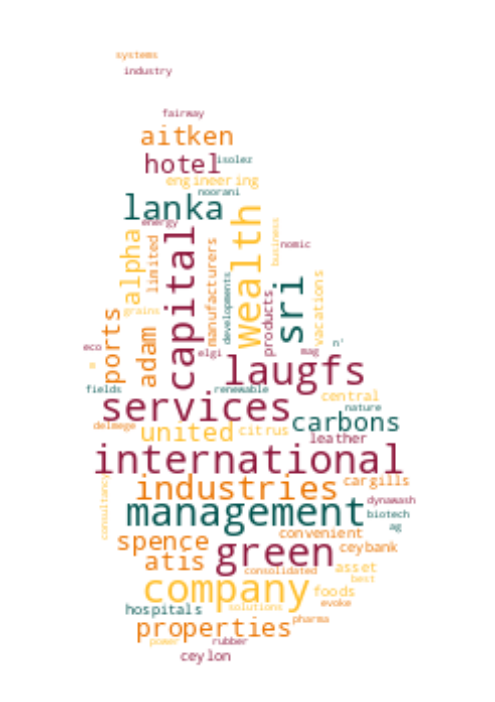 systems
industry
fairway
aitken
hotel
isolez
engineering
noorani
lanka
energy
wealth
business
capital
alpha
limited
manufacturers
nomic
developments
products
sri
vacations
grains
ports
adam
eco
elgi
mag
n'
laugfs
fields
renewable
central
services
nature
carbons
delmege
united
citrus
leather
international
consultancy
industries
cargills
dynawash
management
biotech
ag
convenient
spence
ceybank
green
atis
consolidated
asset
best
company
foods
evoke
hospitals
solutions
pharma
properties
power
rubber
ceylon